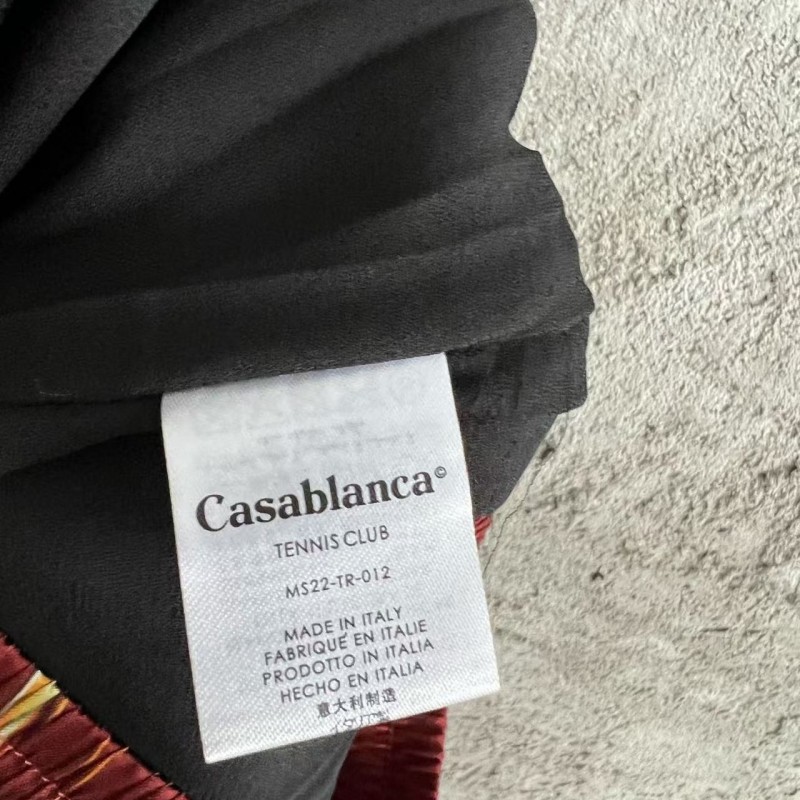 Casablanca©
TENNIS CLUB
MS22-TR-012
MADE IN ITALY
FABRIQUÉ EN ITALIE
PRODOTTO IN ITALIA
HECHO EN ITALIA
意大利制造